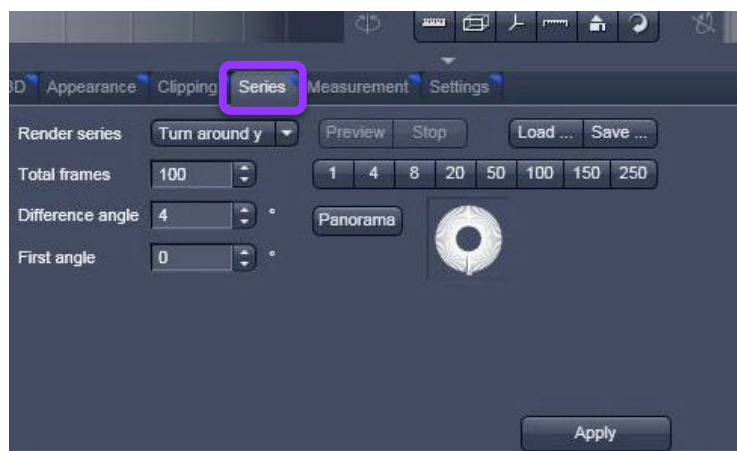 3D Appearance Clipping Series Measurement Settings
Render series Turn around y Preview Stop Load ... Save ...
Total frames 100 1 4 8 20 50 100 150 250
Difference angle 4 ° Panorama
First angle 0 °
Apply